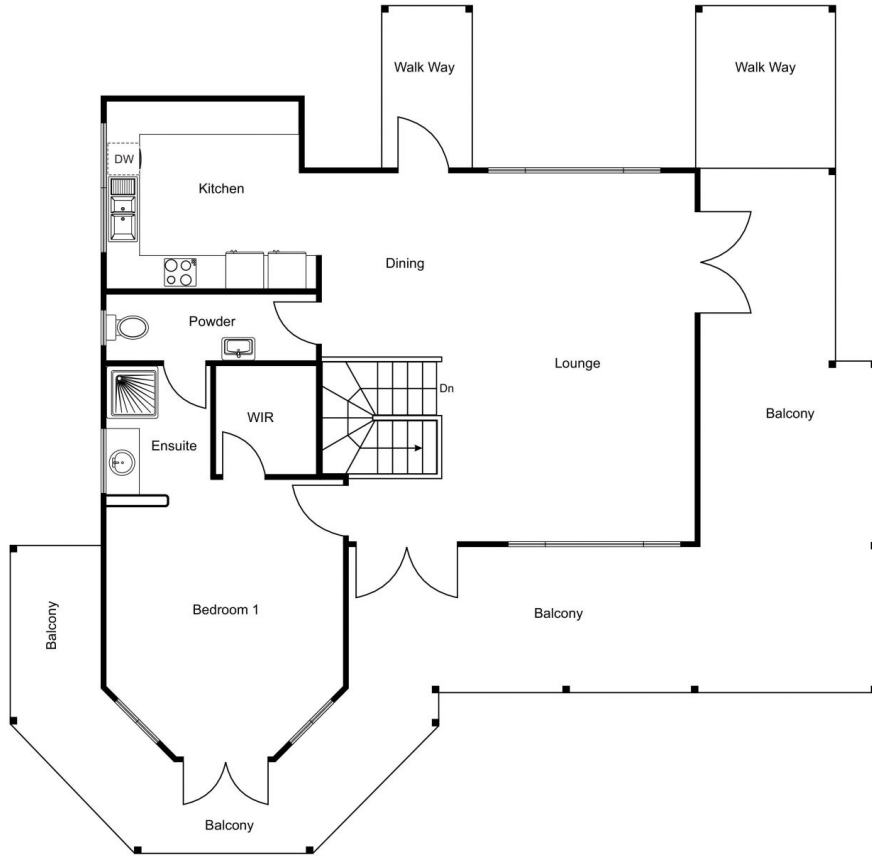 Walk Way
Walk Way
DW
Kitchen
Dining
Powder
Lounge
Dn
WIR
Balcony
Ensuite
Bedroom 1
Balcony
Balcony
Balcony